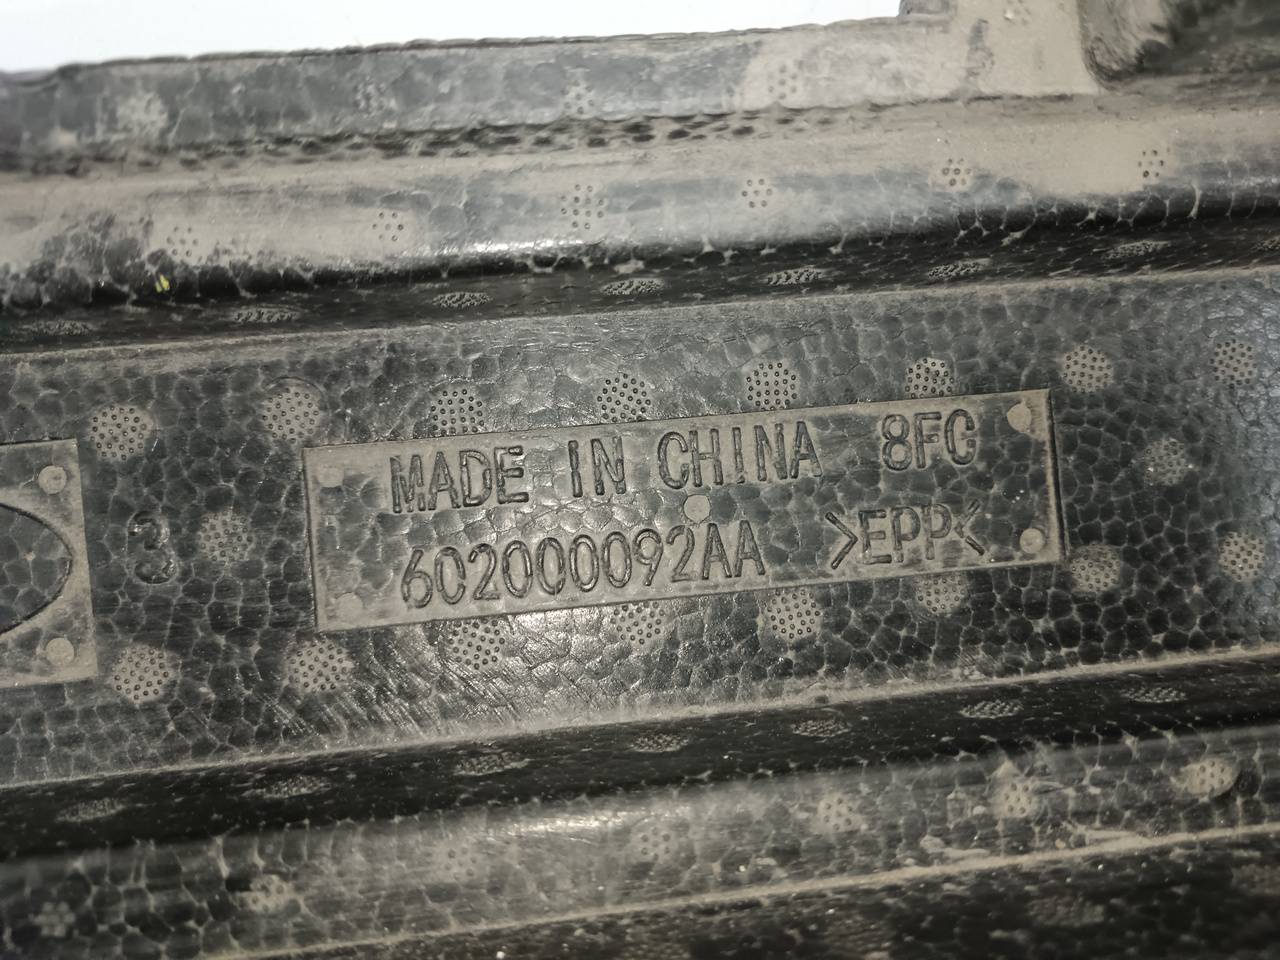 3
MADE IN CHINA 8FC
602000092AA >EPP<